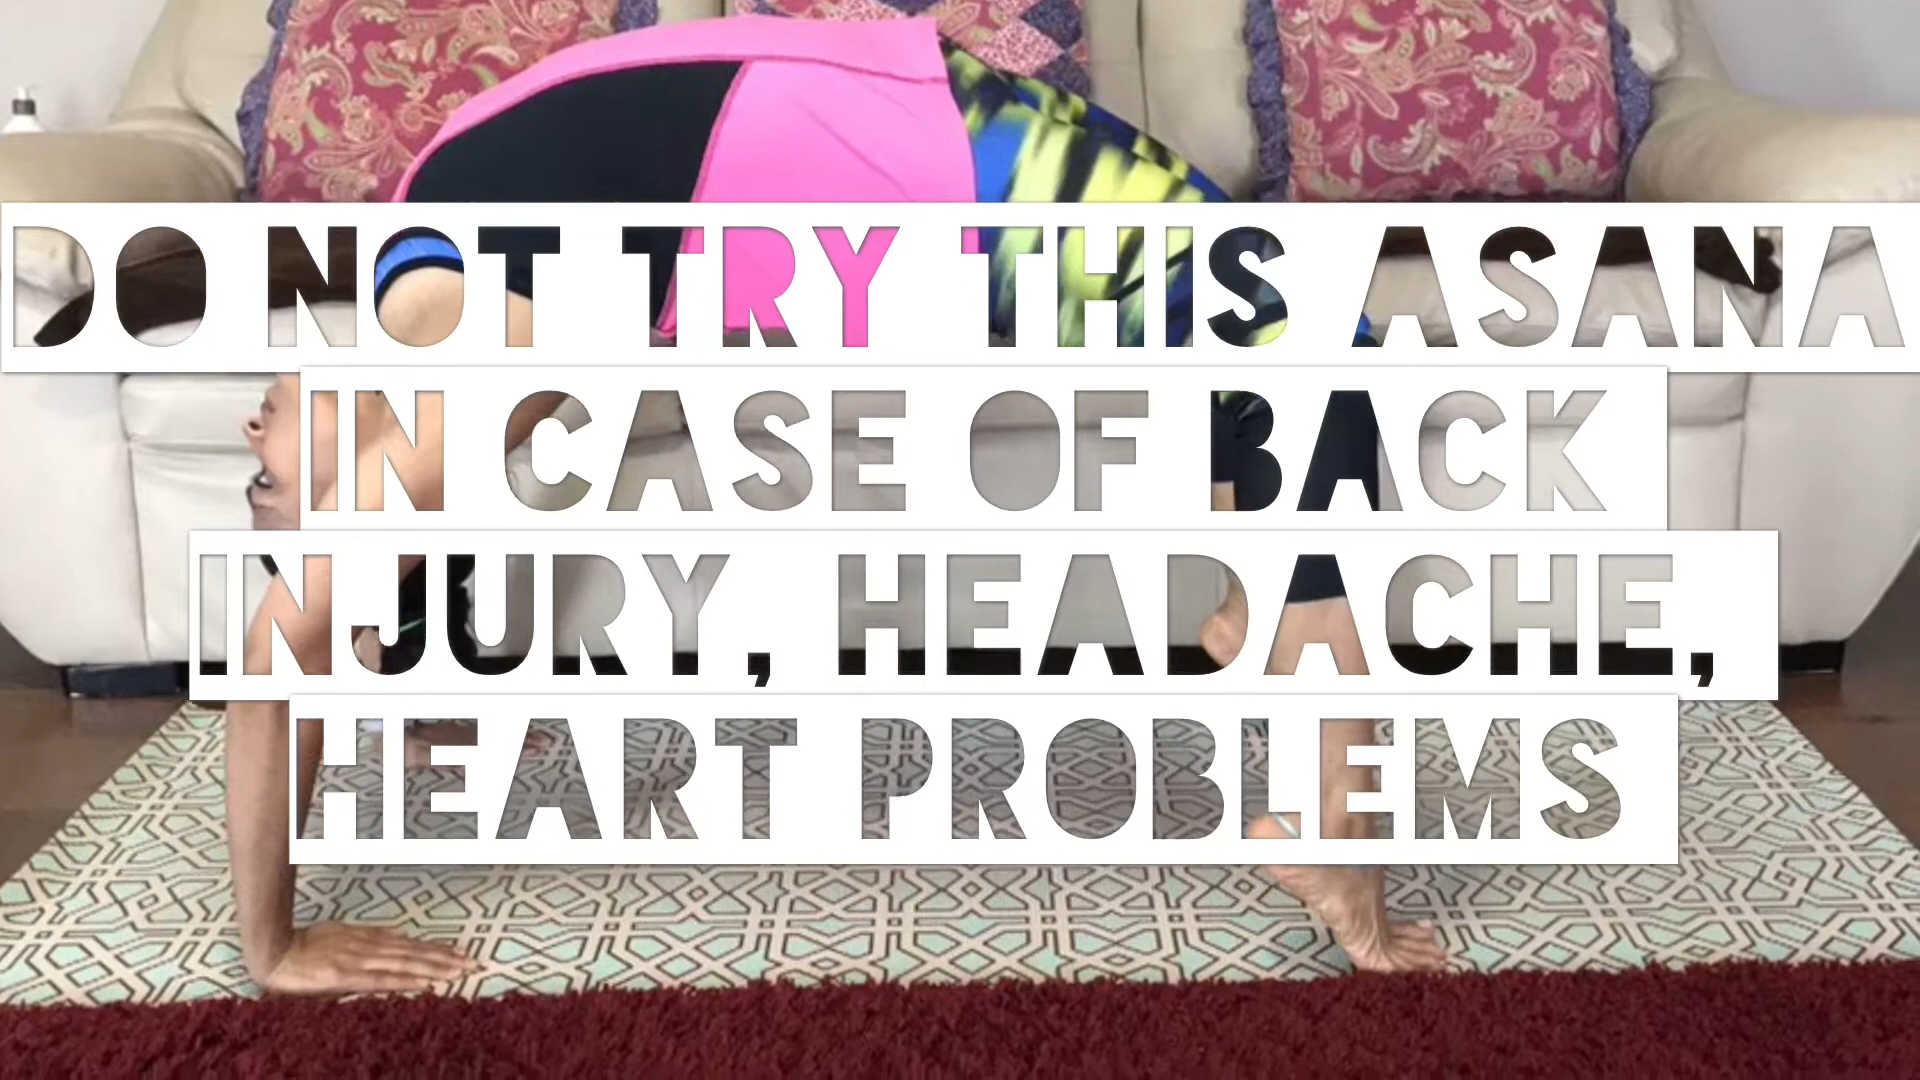 DO NOT TRY THIS ASANA
IN CASE OF BACK
INJURY, HEADACHE,
HEART PROBLEMS